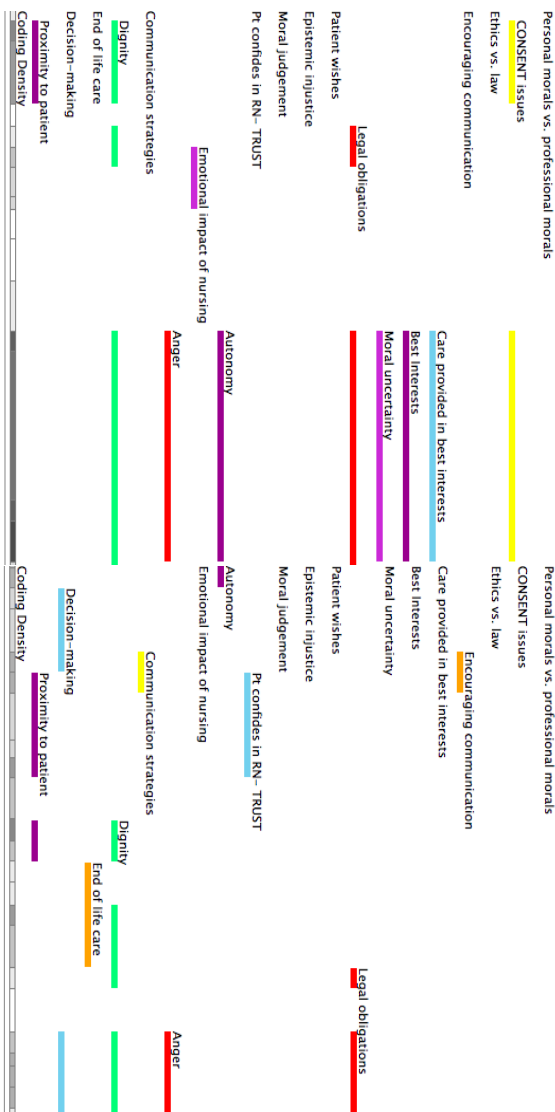 Personal morals vs. professional morals Personal morals vs. professional morals
CONSENT issues CONSENT issues
Ethics vs. law Ethics vs. law
Encouraging communication Encouraging communication
Care provided in best interests Care provided in best interests
Best Interests Best Interests
Moral uncertainty Moral uncertainty
Legal obligations Legal obligations
Patient wishes Patient wishes
Epistemic injustice Epistemic injustice
Moral judgement Moral judgement
Pt confides in RN- TRUST Pt confides in RN- TRUST
Autonomy Autonomy
Emotional impact of nursing Emotional impact of nursing
Anger Anger
Communication strategies Communication strategies
Dignity Dignity
End of life care End of life care
Decision-making Decision-making
Proximity to patient Proximity to patient
Coding Density Coding Density